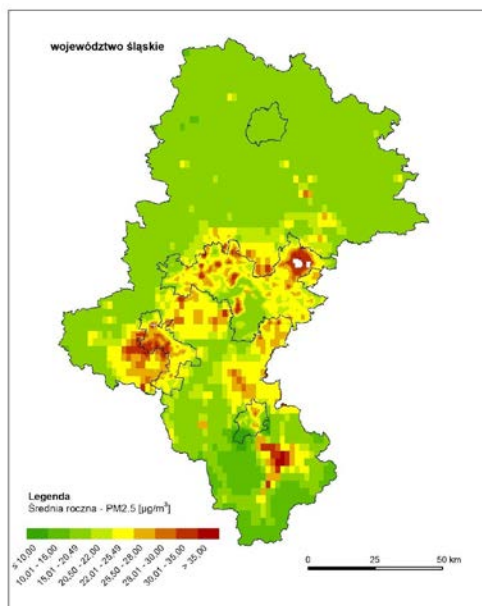 województwo śląskie
Legenda
Średnia roczna - PM2.5 [µg/m³]
≤ 10,00
10,01 - 15,00
15,01 - 20,49
20,50 - 22,00
22,01 - 25,49
25,50 - 28,00
28,01 - 30,00
30,01 - 35,00
> 35,00
0 25 50 km